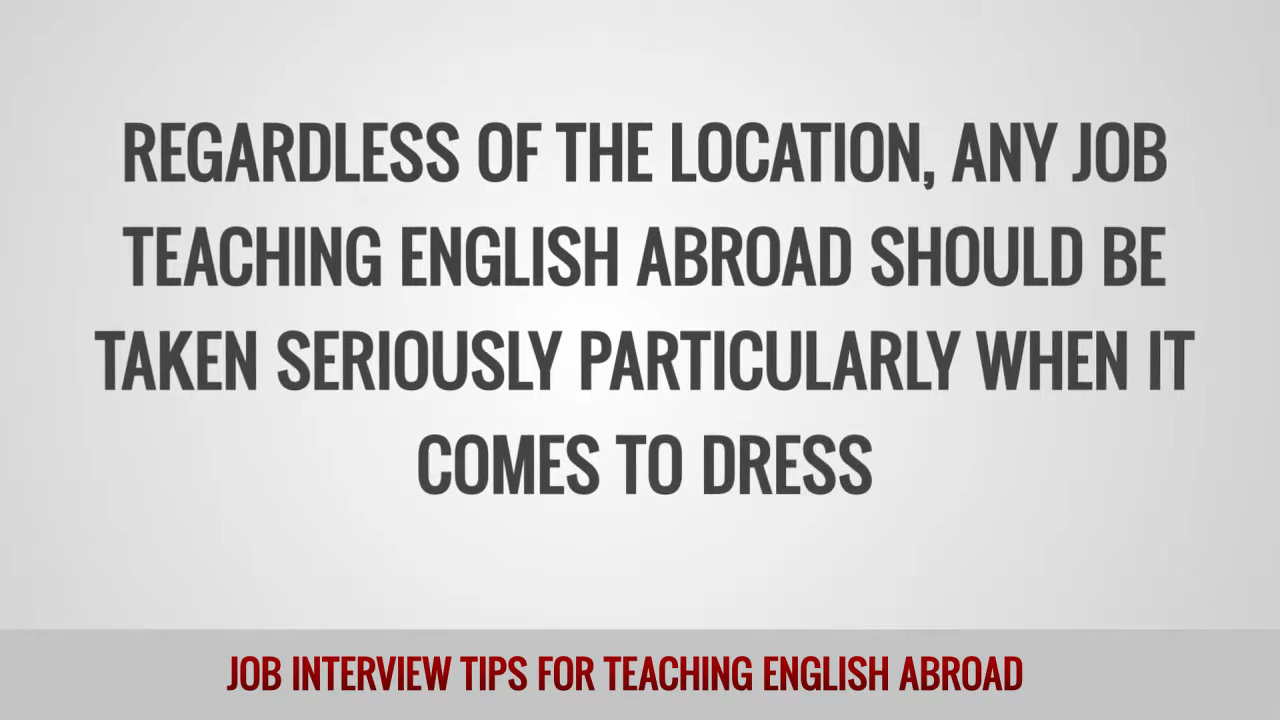 REGARDLESS OF THE LOCATION, ANY JOB
TEACHING ENGLISH ABROAD SHOULD BE
TAKEN SERIOUSLY PARTICULARLY WHEN IT
COMES TO DRESS
JOB INTERVIEW TIPS FOR TEACHING ENGLISH ABROAD